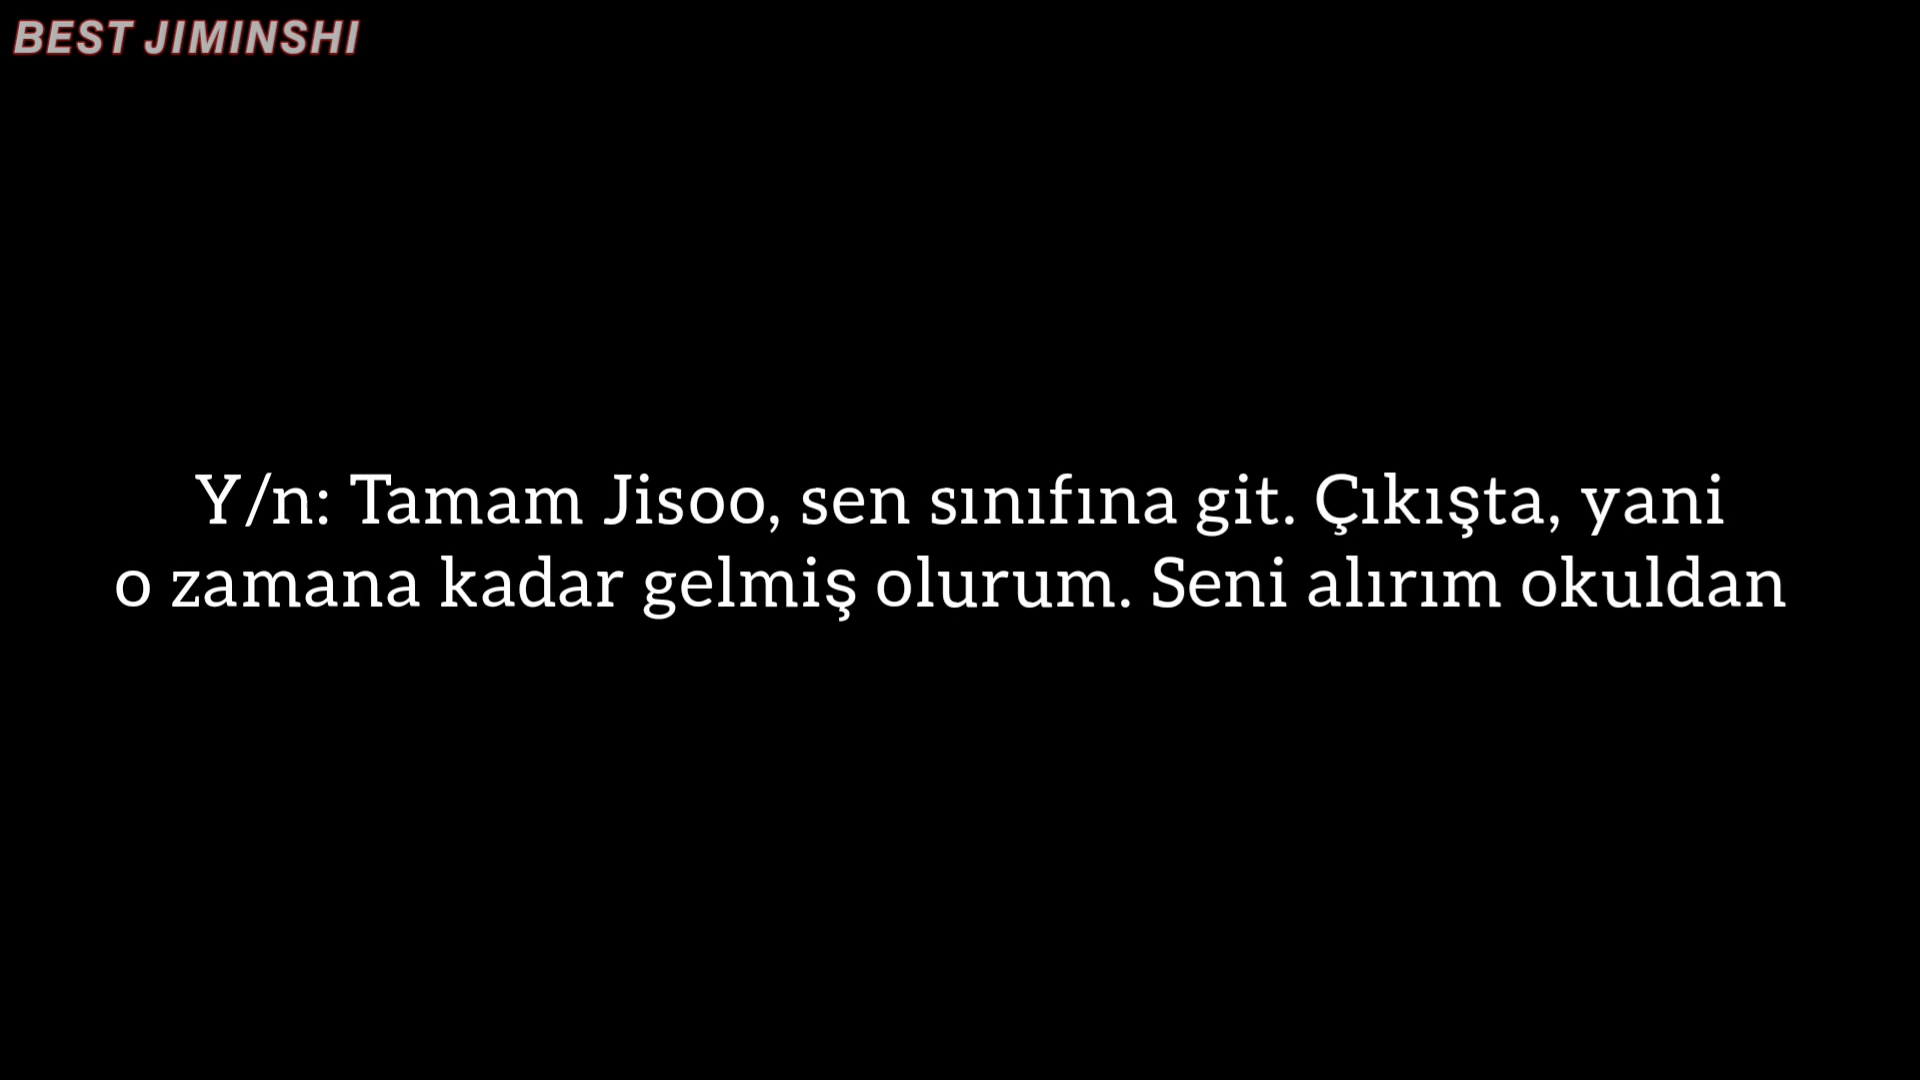 BEST JIMINSHI
Y/n: Tamam Jisoo, sen sınıfına git. Çıkışta, yani
o zamana kadar gelmiş olurum. Seni alırım okuldan